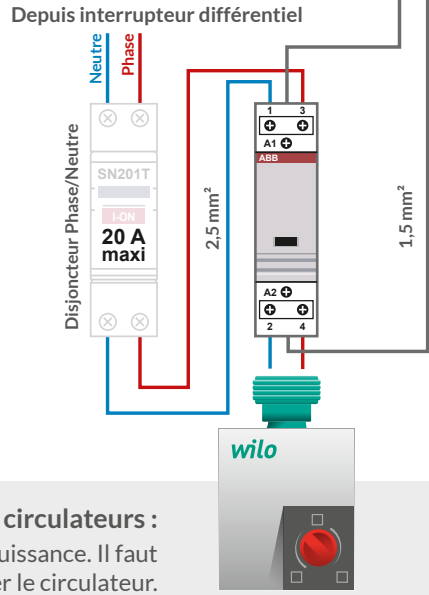 Depuis interrupteur différentiel
Neutre
Phase
Disjoncteur Phase/Neutre
SN201T
I-ON
20 A
maxi
2,5 mm²
1 3
A1
ABB
A2
2 4
1,5 mm²
wilo
circulateurs :
uissance. Il faut
er le circulateur.